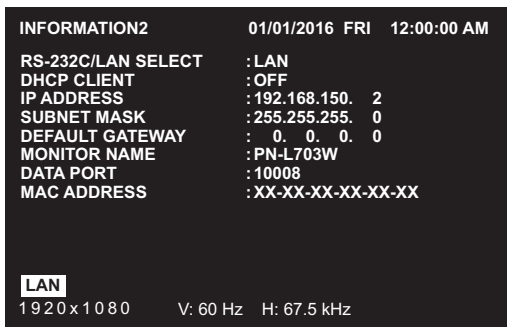 INFORMATION2 01/01/2016 FRI 12:00:00 AM
RS-232C/LAN SELECT :LAN
DHCP CLIENT :OFF
IP ADDRESS :192.168.150. 2
SUBNET MASK :255.255.255. 0
DEFAULT GATEWAY : 0. 0. 0. 0
MONITOR NAME :PN-L703W
DATA PORT :10008
MAC ADDRESS :XX-XX-XX-XX-XX-XX
LAN
1920x1080 V: 60 Hz H: 67.5 kHz